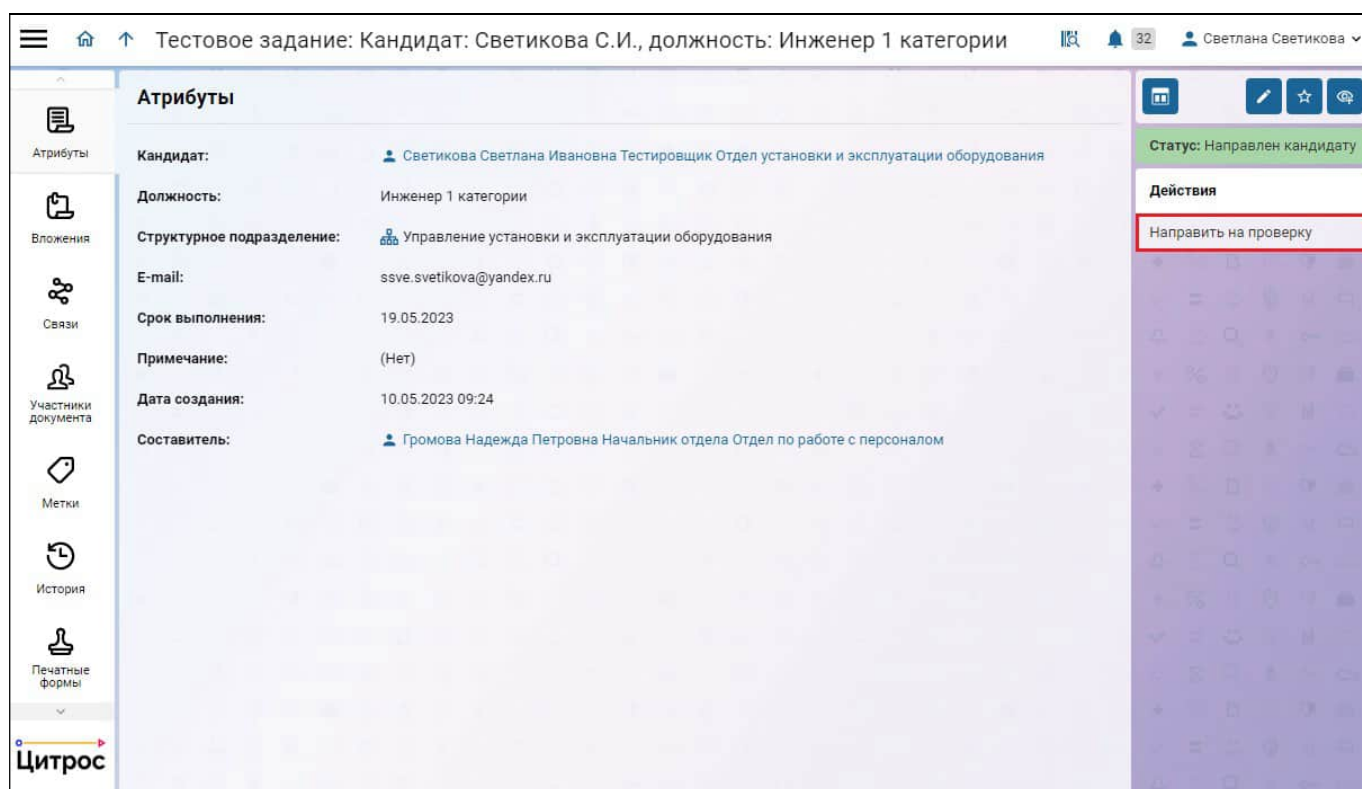 Тестовое задание: Кандидат: Светикова С.И., должность: Инженер 1 категории
32
Светлана Светикова
Атрибуты
Вложения
Связи
Участники
документа
Метки
История
Печатные
формы
Цитрос
Атрибуты
Кандидат: Светикова Светлана Ивановна Тестировщик Отдел установки и эксплуатации оборудования
Должность: Инженер 1 категории
Структурное подразделение: Управление установки и эксплуатации оборудования
E-mail: ssve.svetikova@yandex.ru
Срок выполнения: 19.05.2023
Примечание: (Нет)
Дата создания: 10.05.2023 09:24
Составитель: Громова Надежда Петровна Начальник отдела Отдел по работе с персоналом
Статус: Направлен кандидату
Действия
Направить на проверку